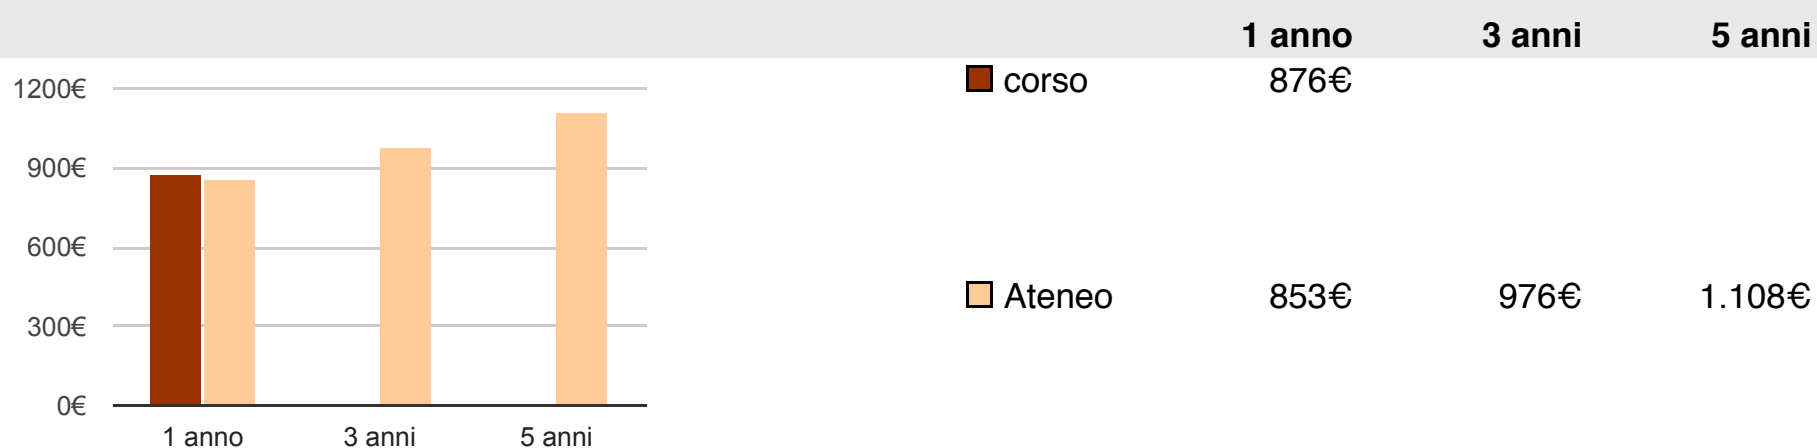 1 anno 3 anni 5 anni
1200€
900€
600€
300€
0€
1 anno 3 anni 5 anni
corso 876€
Ateneo 853€ 976€ 1.108€